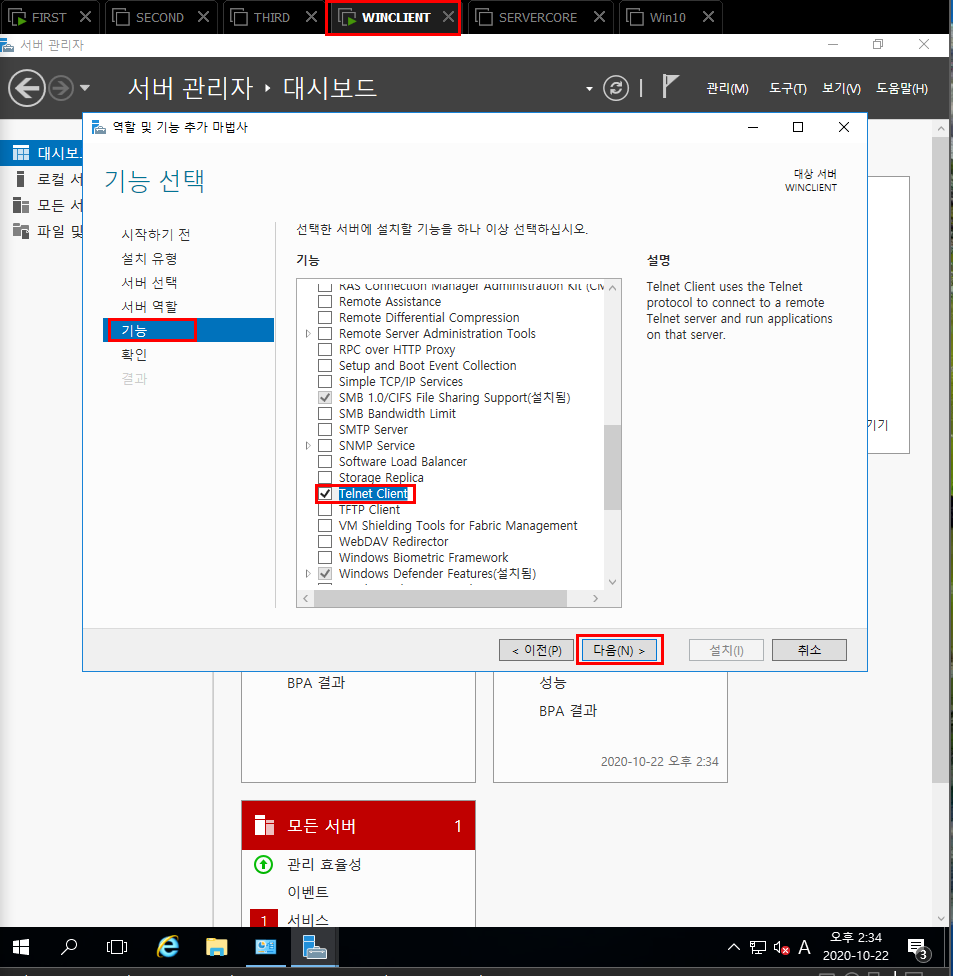 FIRST
SECOND
THIRD
WINCLIENT
SERVERCORE
Win10
서버 관리자
서버 관리자 ‣ 대시보드
관리(M) 도구(T) 보기(V) 도움말(H)
대시보
로컬 서
모든 서
파일 및
역할 및 기능 추가 마법사
기능 선택
대상 서버
WINCLIENT
시작하기 전
설치 유형
서버 선택
서버 역할
기능
확인
결과
선택한 서버에 설치할 기능을 하나 이상 선택하십시오.
기능
RAS Connection Manager Administration Kit (CM
Remote Assistance
Remote Differential Compression
Remote Server Administration Tools
RPC over HTTP Proxy
Setup and Boot Event Collection
Simple TCP/IP Services
SMB 1.0/CIFS File Sharing Support(설치됨)
SMB Bandwidth Limit
SMTP Server
SNMP Service
Software Load Balancer
Storage Replica
Telnet Client
TFTP Client
VM Shielding Tools for Fabric Management
WebDAV Redirector
Windows Biometric Framework
Windows Defender Features(설치됨)
설명
Telnet Client uses the Telnet
protocol to connect to a remote
Telnet server and run applications
on that server.
기기
< 이전(P)
다음(N) >
설치(I)
취소
BPA 결과
성능
BPA 결과
2020-10-22 오후 2:34
모든 서버 1
관리 효율성
이벤트
1 서비스
A
오후 2:34
2020-10-22
3